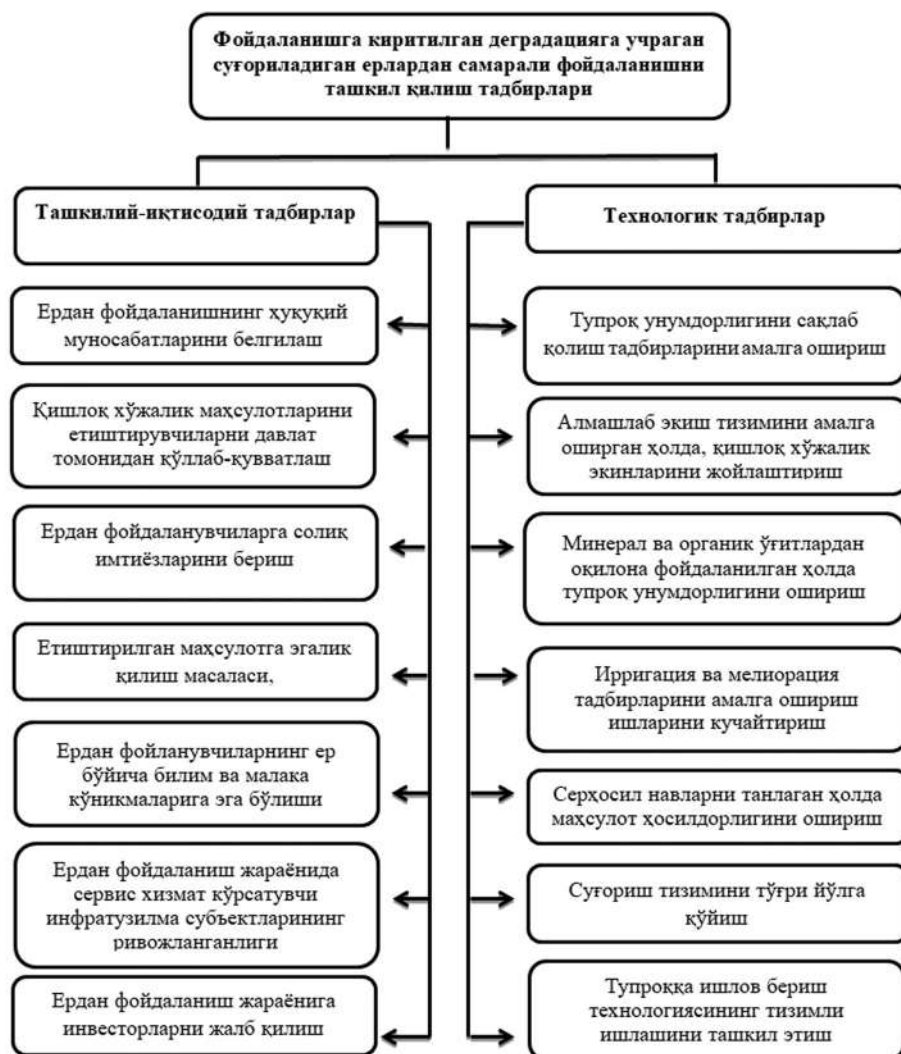 Фойдаланишга киритилган деградацияга учраган
суғориладиган ерлардан самарали фойдаланишни
ташкил қилиш тадбирлари
Ташкилий-иқтисодий тадбирлар
Ердан фойдаланишнинг ҳуқуқий
муносабатларини белгилаш
Қишлоқ хўжалик маҳсулотларини
етиштирувчиларни давлат
томонидан қўллаб-қувватлаш
Ердан фойдаланувчиларга солиқ
имтиёзларини бериш
Етиштирилган маҳсулотга эгалик
қилиш масаласи,
Ердан фойланувчиларнинг ер
бўйича билим ва малака
кўникмаларига эга бўлиши
Ердан фойдаланиш жараёнида
сервис хизмат кўрсатувчи
инфратузилма субъектларининг
ривожланганлиги
Ердан фойдаланиш жараёнига
инвесторларни жалб қилиш
Технологик тадбирлар
Тупроқ унумдорлигини сақлаб
қолиш тадбирларини амалга ошириш
Алмашлаб экиш тизимини амалга
оширган ҳолда, қишлоқ хўжалик
экинларини жойлаштириш
Минерал ва органик ўғитлардан
оқилона фойдаланилган ҳолда
тупроқ унумдорлигини ошириш
Ирригация ва мелиорация
тадбирларини амалга ошириш
ишларини кучайтириш
Серҳосил навларни танлаган ҳолда
маҳсулот ҳосилдорлигини ошириш
Суғориш тизимини тўғри йўлга
қўйиш
Тупроққа ишлов бериш
технологиясининг тизимли
ишлашини ташкил этиш